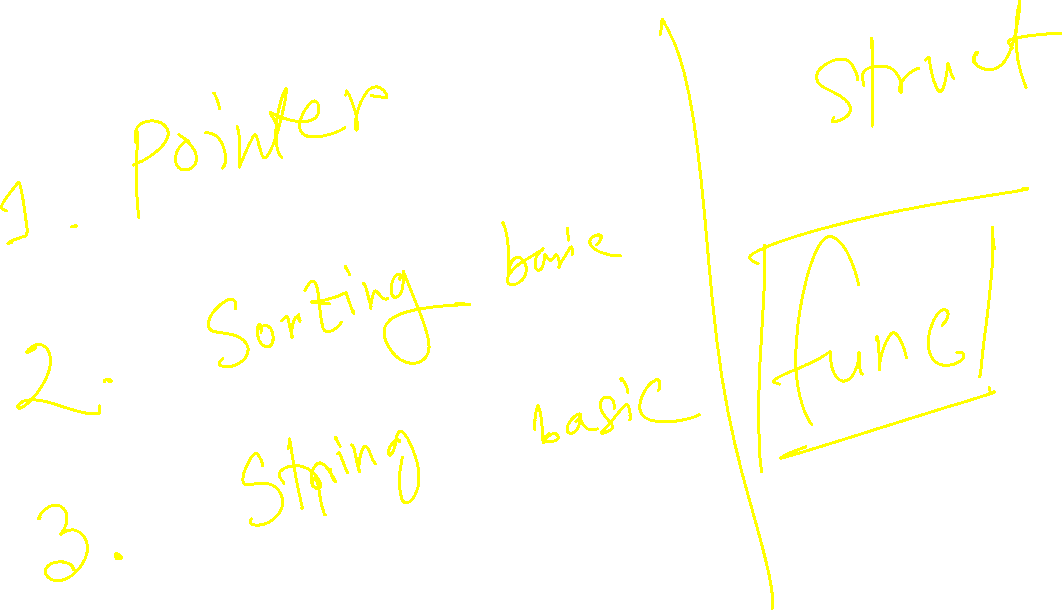 1. Pointer
2. Sorting basic
3. String basic
struct
func